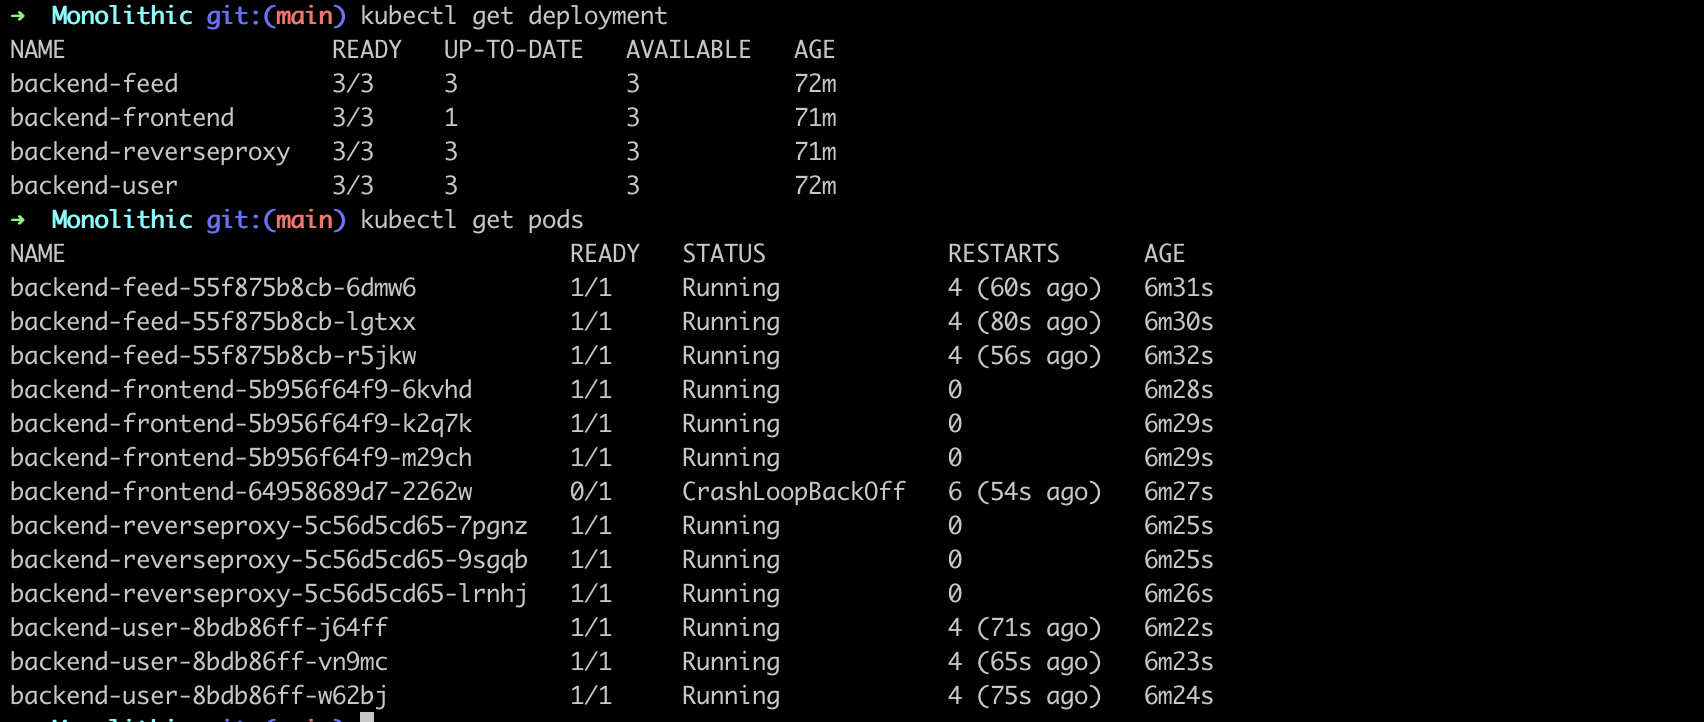 ➜ Monolithic git:(main) kubectl get deployment
NAME READY UP-TO-DATE AVAILABLE AGE
backend-feed 3/3 3 3 72m
backend-frontend 3/3 1 3 71m
backend-reverseproxy 3/3 3 3 71m
backend-user 3/3 3 3 72m
➜ Monolithic git:(main) kubectl get pods
NAME READY STATUS RESTARTS AGE
backend-feed-55f875b8cb-6dmw6 1/1 Running 4 (60s ago) 6m31s
backend-feed-55f875b8cb-lgtxx 1/1 Running 4 (80s ago) 6m30s
backend-feed-55f875b8cb-r5jkw 1/1 Running 4 (56s ago) 6m32s
backend-frontend-5b956f64f9-6kvhd 1/1 Running 0 6m28s
backend-frontend-5b956f64f9-k2q7k 1/1 Running 0 6m29s
backend-frontend-5b956f64f9-m29ch 1/1 Running 0 6m29s
backend-frontend-64958689d7-2262w 0/1 CrashLoopBackOff 6 (54s ago) 6m27s
backend-reverseproxy-5c56d5cd65-7pgnz 1/1 Running 0 6m25s
backend-reverseproxy-5c56d5cd65-9sgqb 1/1 Running 0 6m25s
backend-reverseproxy-5c56d5cd65-lrnhj 1/1 Running 0 6m26s
backend-user-8bdb86ff-j64ff 1/1 Running 4 (71s ago) 6m22s
backend-user-8bdb86ff-vn9mc 1/1 Running 4 (65s ago) 6m23s
backend-user-8bdb86ff-w62bj 1/1 Running 4 (75s ago) 6m24s
Monolithic git:(main)